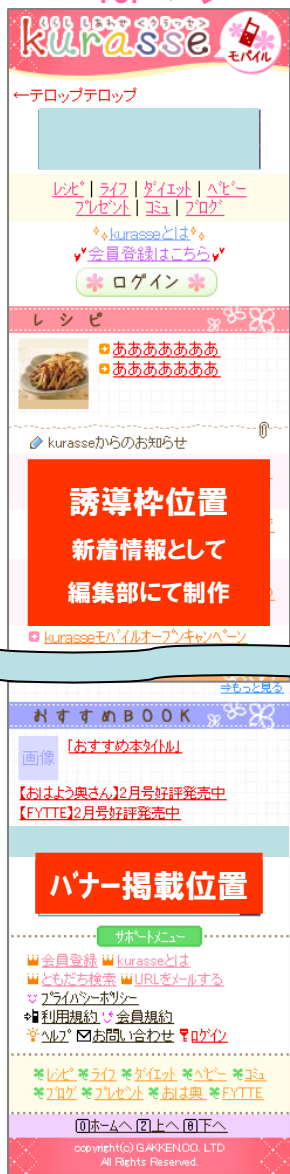 くらし しあわせ <クラッセ>
kurasse
モバイル
←テロップテロップ
ﾚｼﾋﾟ | ﾗｲﾌ | ﾀﾞｲｴｯﾄ | ﾍﾞﾋﾞｰ
ﾌﾟﾚｾﾞﾝﾄ | ｺﾐｭ | ﾌﾞﾛｸﾞ
kurasseとは
会員登録はこちら
ログイン
レシピ
あああああああ
あああああああ
kurasseからのお知らせ
誘導枠位置
新着情報として
編集部にて制作
kurasseﾓﾊﾞｲﾙオープンキャンペーン
⇒もっと見る
おすすめBOOK
画像
「おすすめ本ﾀｲﾄﾙ」
【おはよう奥さん】2月号好評発売中
【FYTTE】2月号好評発売中
バナー掲載位置
ｻﾎﾟｰﾄﾒﾆｭｰ
会員登録 kurasseとは
ともだち検索 URLをﾒｰﾙする
ﾌﾟﾗｲﾊﾞｼｰﾎﾟﾘｼｰ
利用規約 会員規約
ﾍﾙﾌﾟ お問い合わせ ﾛｸﾞｲﾝ
ﾚｼﾋﾟ ﾗｲﾌ ﾀﾞｲｴｯﾄ ﾍﾞﾋﾞｰ ｺﾐｭ
ﾌﾞﾛｸﾞ ﾌﾟﾚｾﾞﾝﾄ おは奥 FYTTE
0ホームへ 2上へ 8下へ
copyright(c) GAKKEN.CO. LTD
All Rights Reserved.